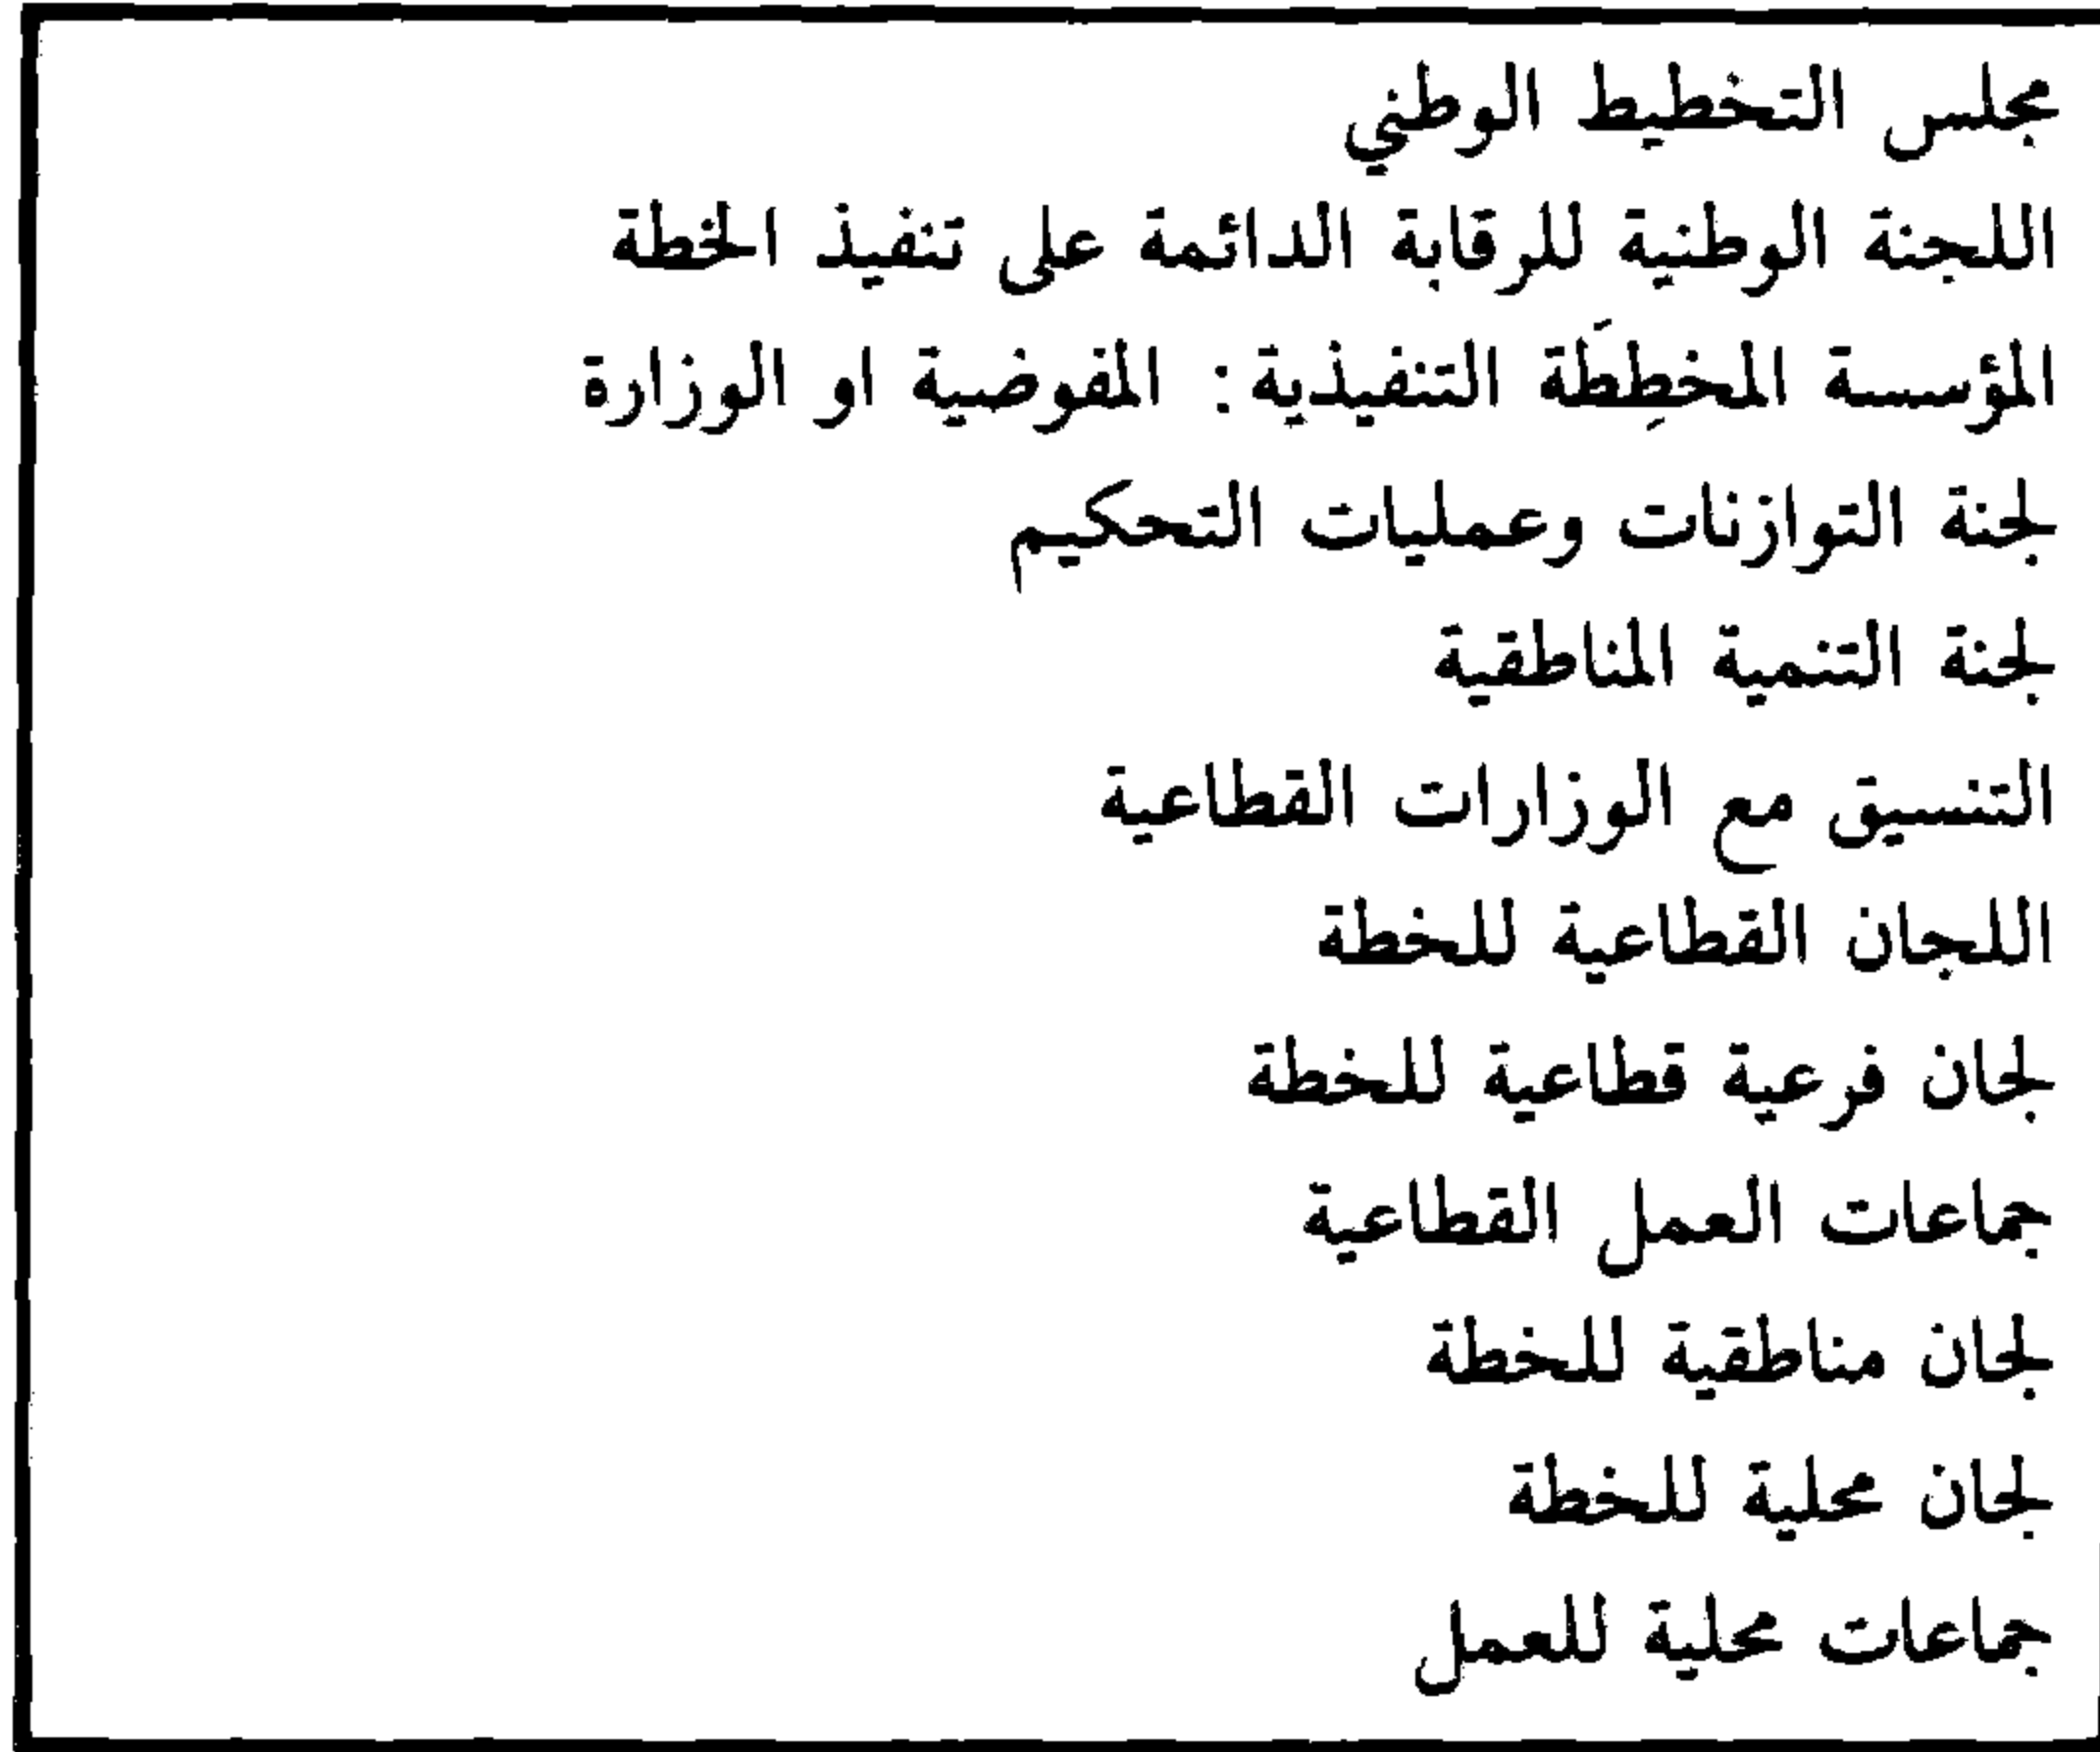 مجلس التخطيط الوطني
اللجنة الوطنية للرقابة الدائمة على تنفيذ الخطة
المؤسسة المخطِطَة التنفيذية: المفوضية او الوزارة
لجنة التوازنات وعمليات التحكيم
لجنة التنمية المناطقية
التنسيق مع الوزارات القطاعية
اللجان القطاعية للخطة
لجان فرعية قطاعية للخطة
جماعات العمل القطاعية
لجان مناطقية للخطة
لجان محلية للخطة
جماعات محلية للعمل